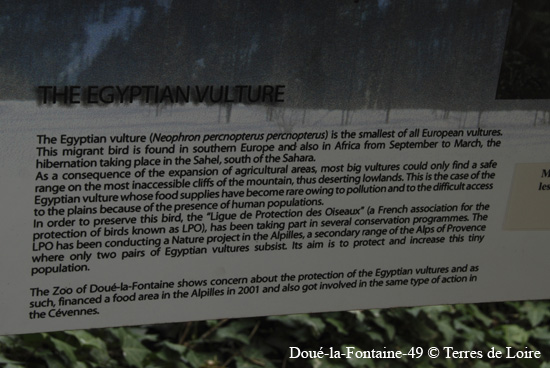 THE EGYPTIAN VULTURE
The Egyptian vulture (Neophron percnopterus percnopterus) is the smallest of all European vultures.
This migrant bird is found in southern Europe and also in Africa from September to March, the
hibernation taking place in the Sahel, south of the Sahara.
As a consequence of the expansion of agricultural areas, most big vultures could only find a safe
range on the most inaccessible cliffs of the mountain, thus deserting lowlands. This is the case of the
Egyptian vulture whose food supplies have become rare owing to pollution and to the difficult access
to the plains because of the presence of human populations.
In order to preserve this bird, the "Ligue de Protection des Oiseaux" (a French association for the
protection of birds known as LPO), has been taking part in several conservation programmes. The
LPO has been conducting a Nature project in the Alpilles, a secondary range of the Alps of Provence
where only two pairs of Egyptian vultures subsist. Its aim is to protect and increase this tiny
population.
The Zoo of Doué-la-Fontaine shows concern about the protection of the Egyptian vultures and as
such, financed a food area in the Alpilles in 2001 and also got involved in the same type of action in
the Cévennes.
M
les
Doué-la-Fontaine-49 © Terres de Loire